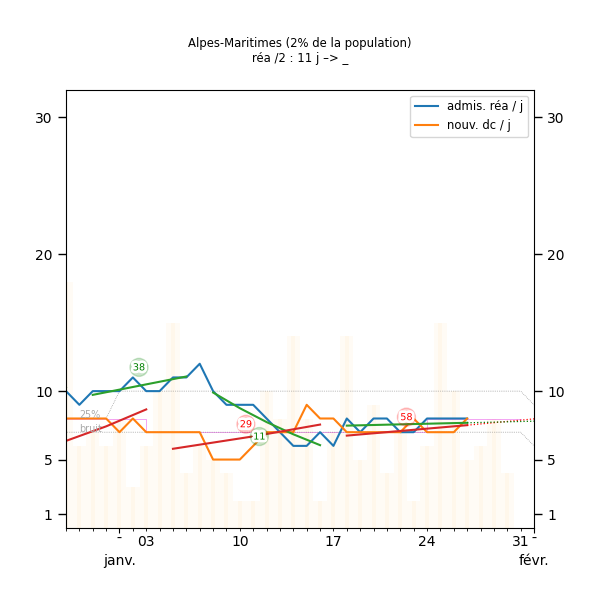 Alpes-Maritimes (2% de la population)
réa /2 : 11 j –> _
admis. réa / j
nouv. dc / j
30 30
20 20
10 10
5 5
1 1
38
25%
bruit
29
11
58
- 03 10 17 24 31 -
janv. févr.